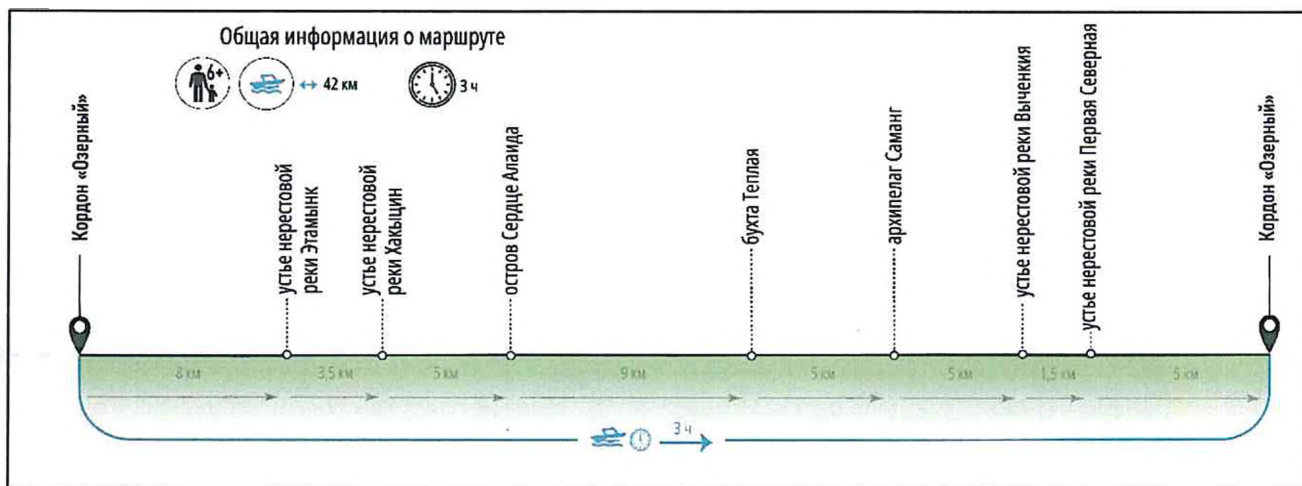 Общая информация о маршруте
6+
↔ 42 км
3 ч
Кордон «Озерный»
устье нерестовой
реки Этамынк
устье нерестовой
реки Хакыцин
остров Сердце Алаида
бухта Теплая
архипелаг Саманг
устье нерестовой реки Выченкия
устье нерестовой реки Первая Северная
Кордон «Озерный»
8 км
3,5 км
5 км
9 км
5 км
5 км
1,5 км
5 км
3 ч